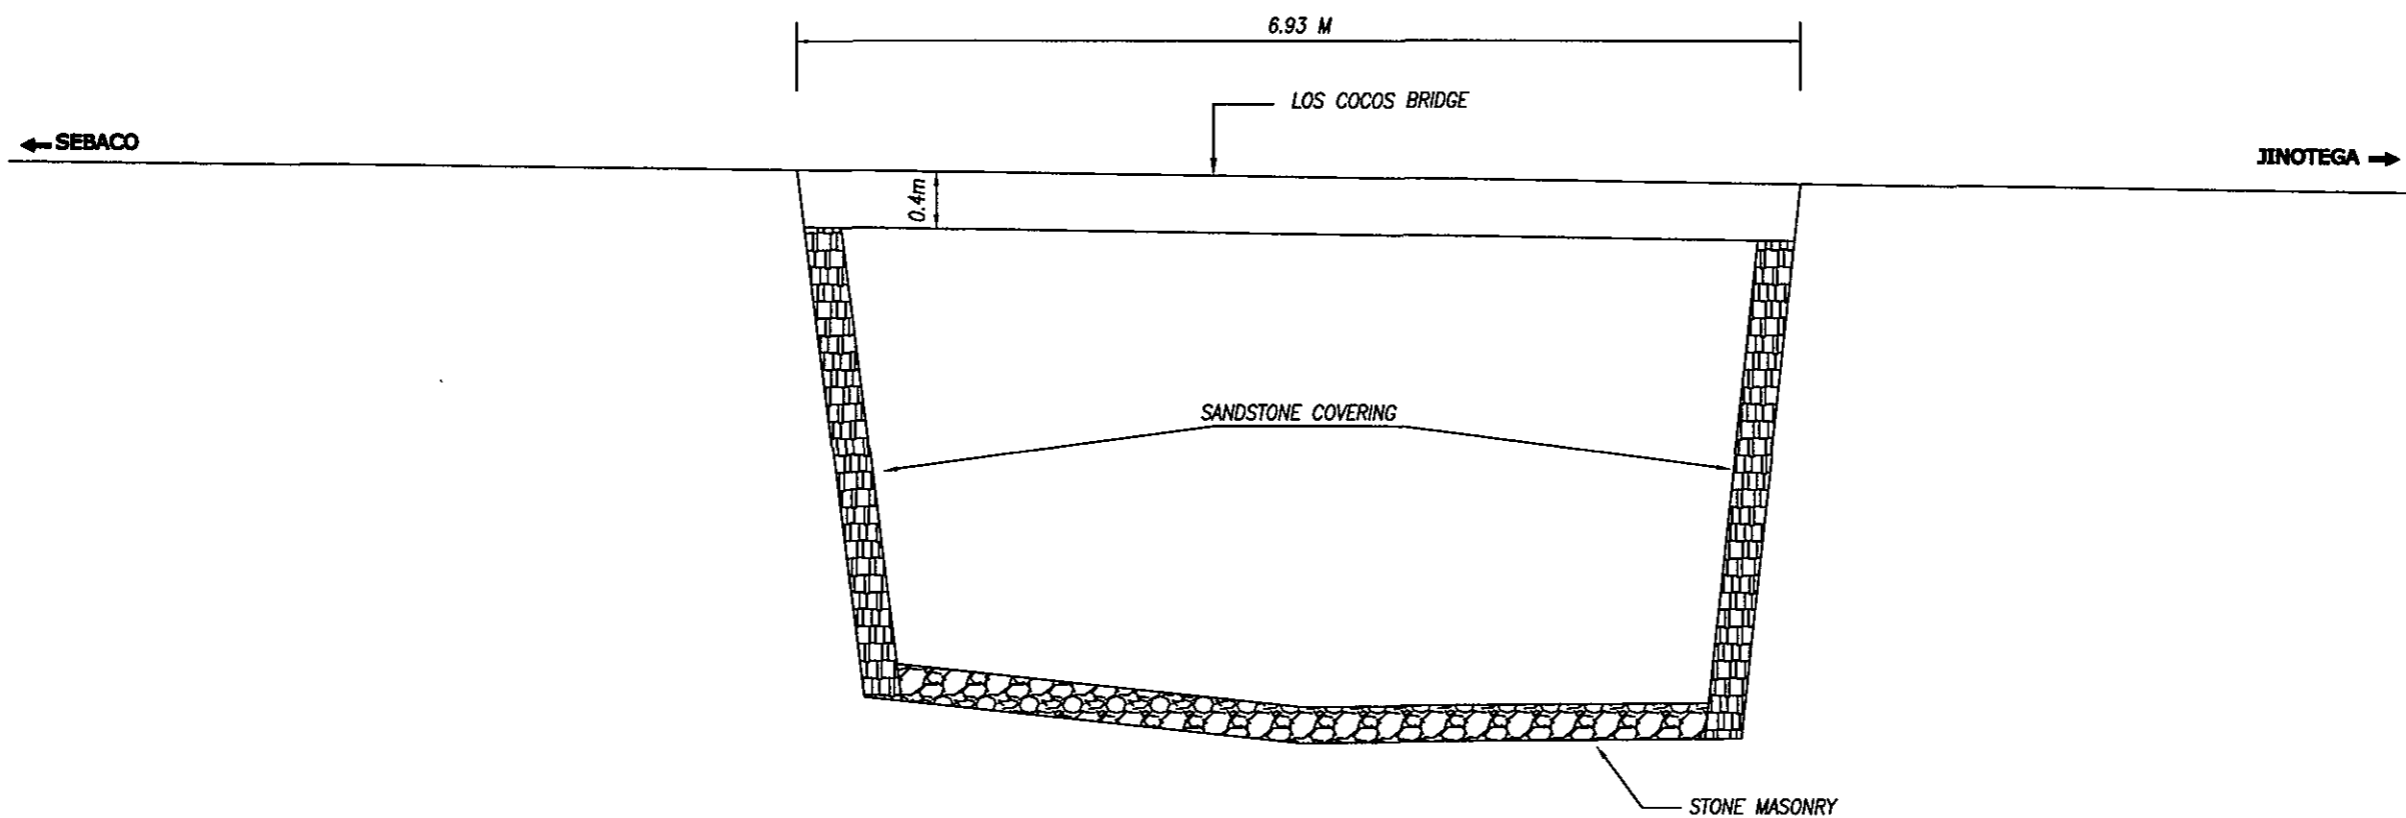 6.93 M
LOS COCOS BRIDGE
SEBACO
JINOTEGA
0.4m
SANDSTONE COVERING
STONE MASONRY